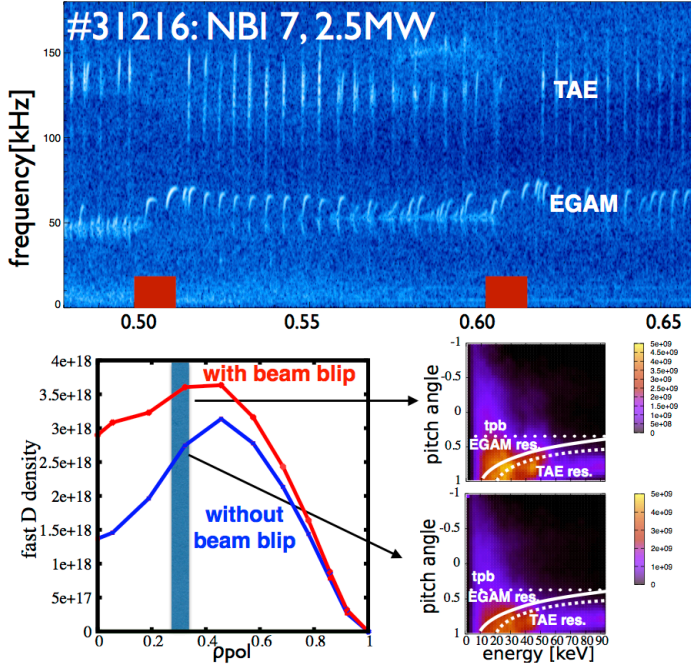 #31216: NBI 7, 2.5MW
frequency[kHz]
150
100
50
0
TAE
EGAM
0.50
0.55
0.60
0.65
fast D density
4e+18
3.5e+18
3e+18
2.5e+18
2e+18
1.5e+18
1e+18
5e+17
0
with beam blip
without
beam blip
0
0.2
0.4
0.6
0.8
1
ρpol
pitch angle
-1
-0.5
0
0.5
1
tpb
EGAM res.
TAE res.
5e+09
4.5e+09
4e+09
3.5e+09
3e+09
2.5e+09
2e+09
1.5e+09
1e+09
5e+08
0
pitch angle
-1
-0.5
0
0.5
1
tpb
EGAM res.
TAE res.
5e+09
4e+09
3e+09
2e+09
1e+09
0
0 10 20 30 40 50 60 70 80 90
energy [keV]